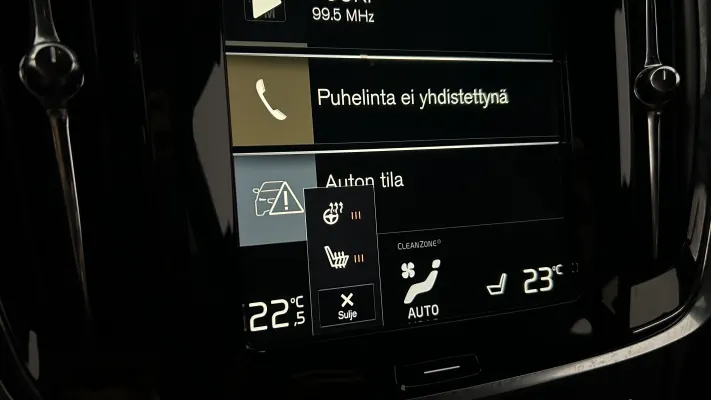 99.5 MHz
Puhelinta ei yhdistettynä
Auton tila
CLEANZONE®
22,5 °C
Sulje
AUTO
23 °C